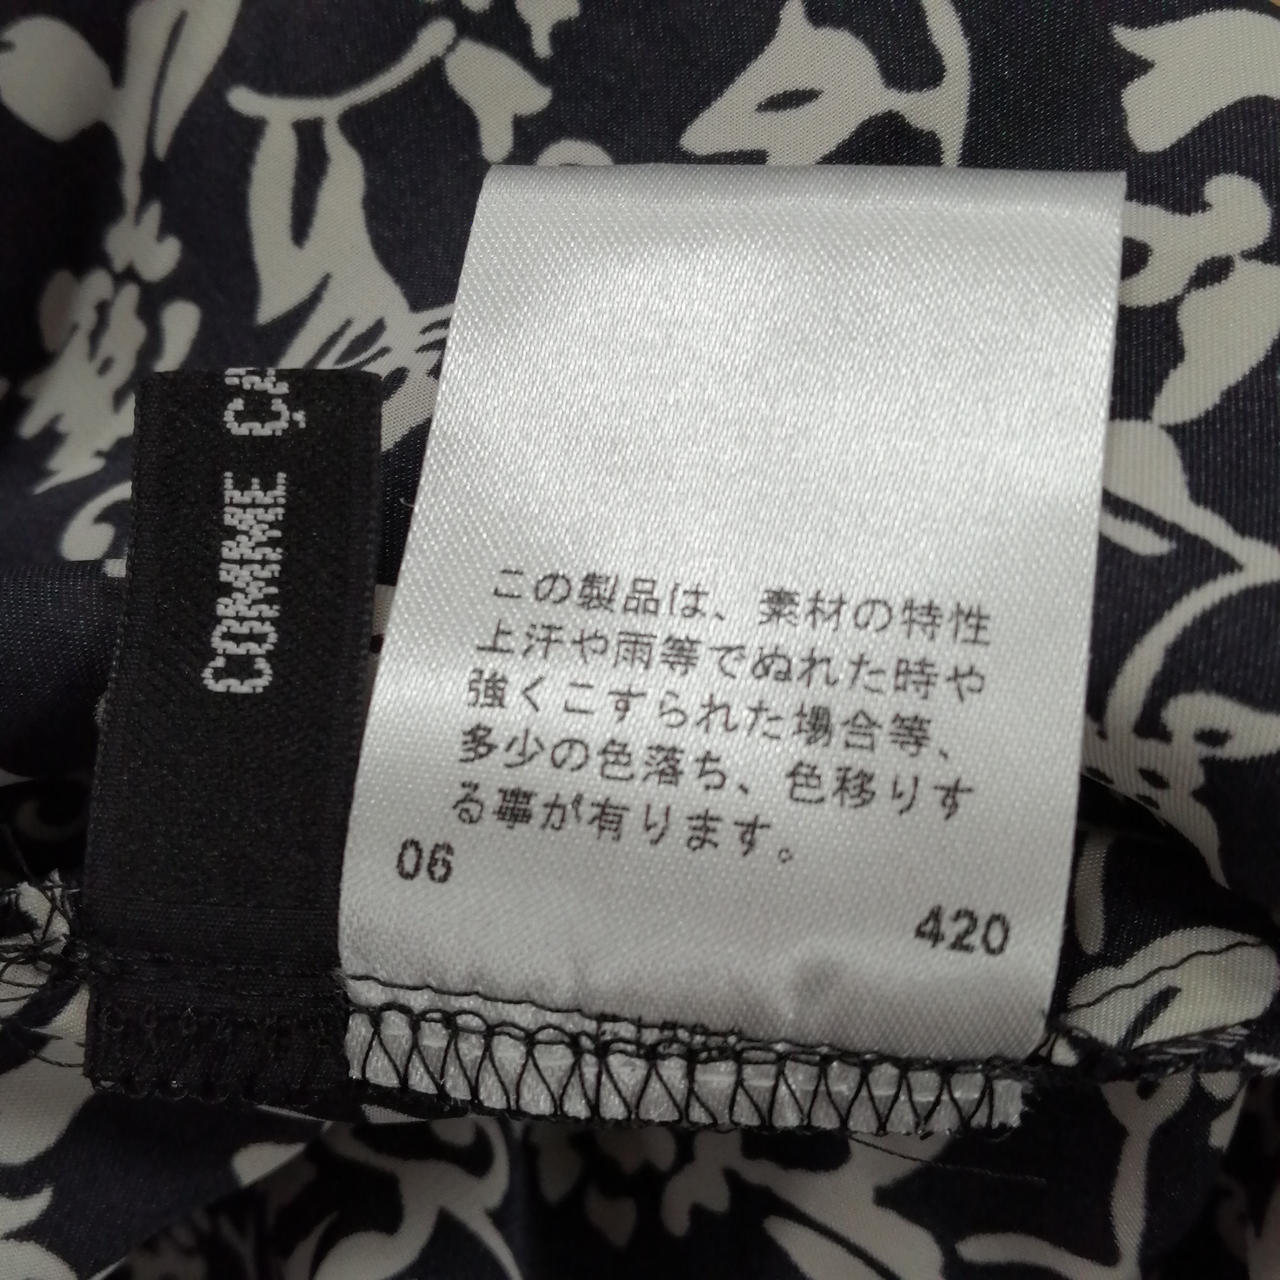 COMME ÇA
この製品は、素材の特性
上汗や雨等でぬれた時や
強くこすられた場合等、
多少の色落ち、色移りす
る事が有ります。
06
420